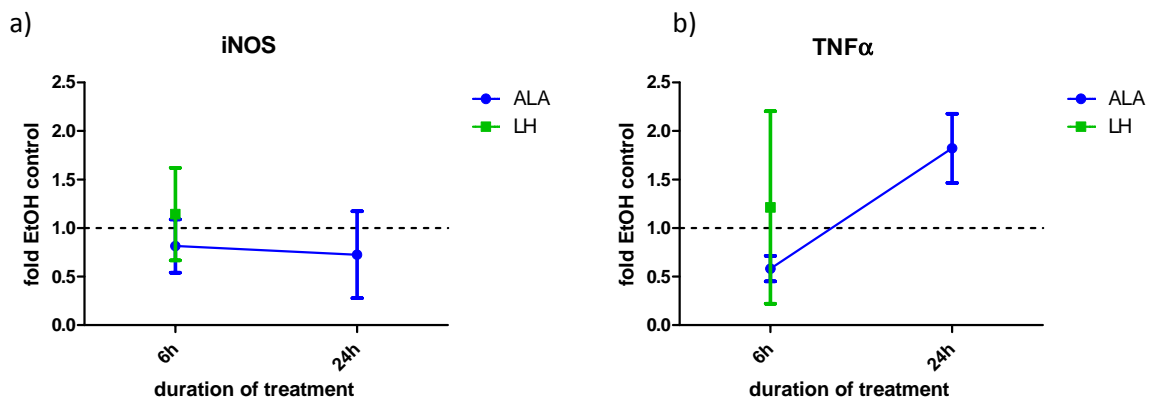 a)
iNOS
fold EtOH control
2.5
2.0
1.5
1.0
0.5
0.0
6h
24h
duration of treatment
ALA
LH
b)
TNFα
fold EtOH control
2.5
2.0
1.5
1.0
0.5
0.0
6h
24h
duration of treatment
ALA
LH